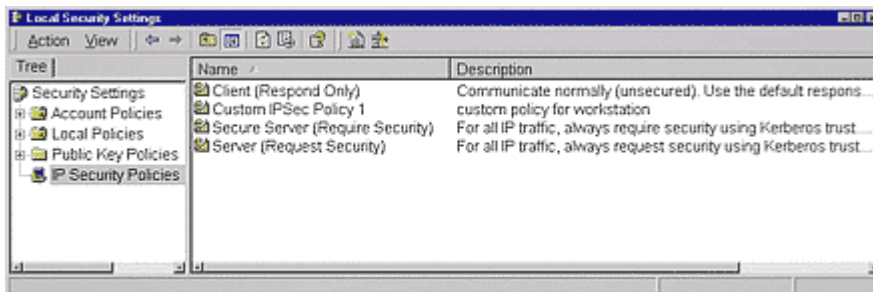 Local Security Settings
Action View
Tree
Name Description
Security Settings
Account Policies
Local Policies
Public Key Policies
IP Security Policies
Client (Respond Only) Communicate normally (unsecured). Use the default respons...
Custom IPSec Policy 1 custom policy for workstation
Secure Server (Require Security) For all IP traffic, always require security using Kerberos trust...
Server (Request Security) For all IP traffic, always request security using Kerberos trust...